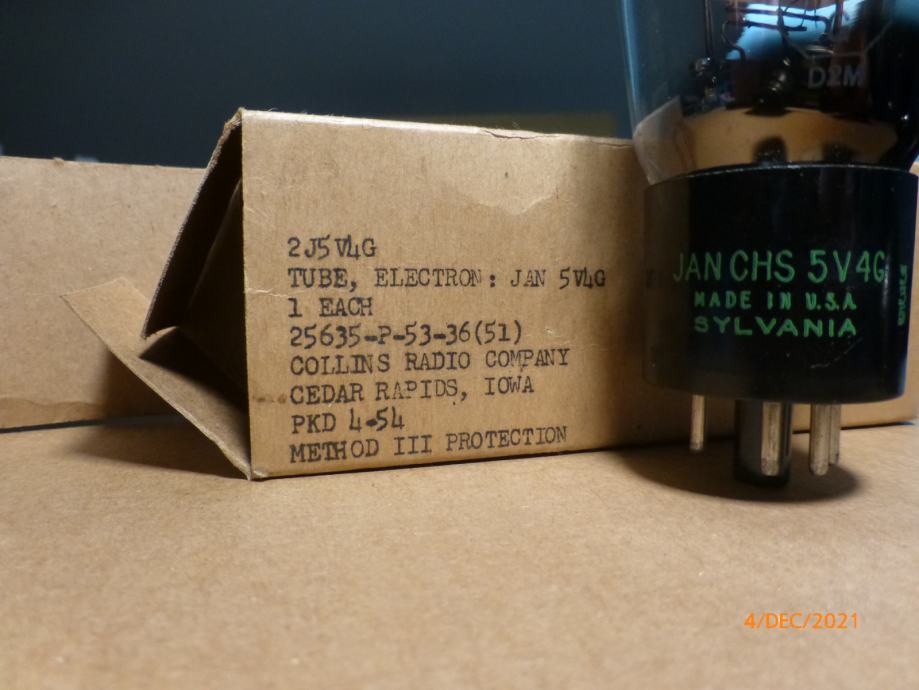 2J5V4G
TUBE, ELECTRON: JAN 5V4G
1 EACH
25635-P-53-36(51)
COLLINS RADIO COMPANY
CEDAR RAPIDS, IOWA
PKD 4-54
METHOD III PROTECTION
D2M
JAN CHS 5V4G
MADE IN U.S.A
SYLVANIA
4/DEC/2021